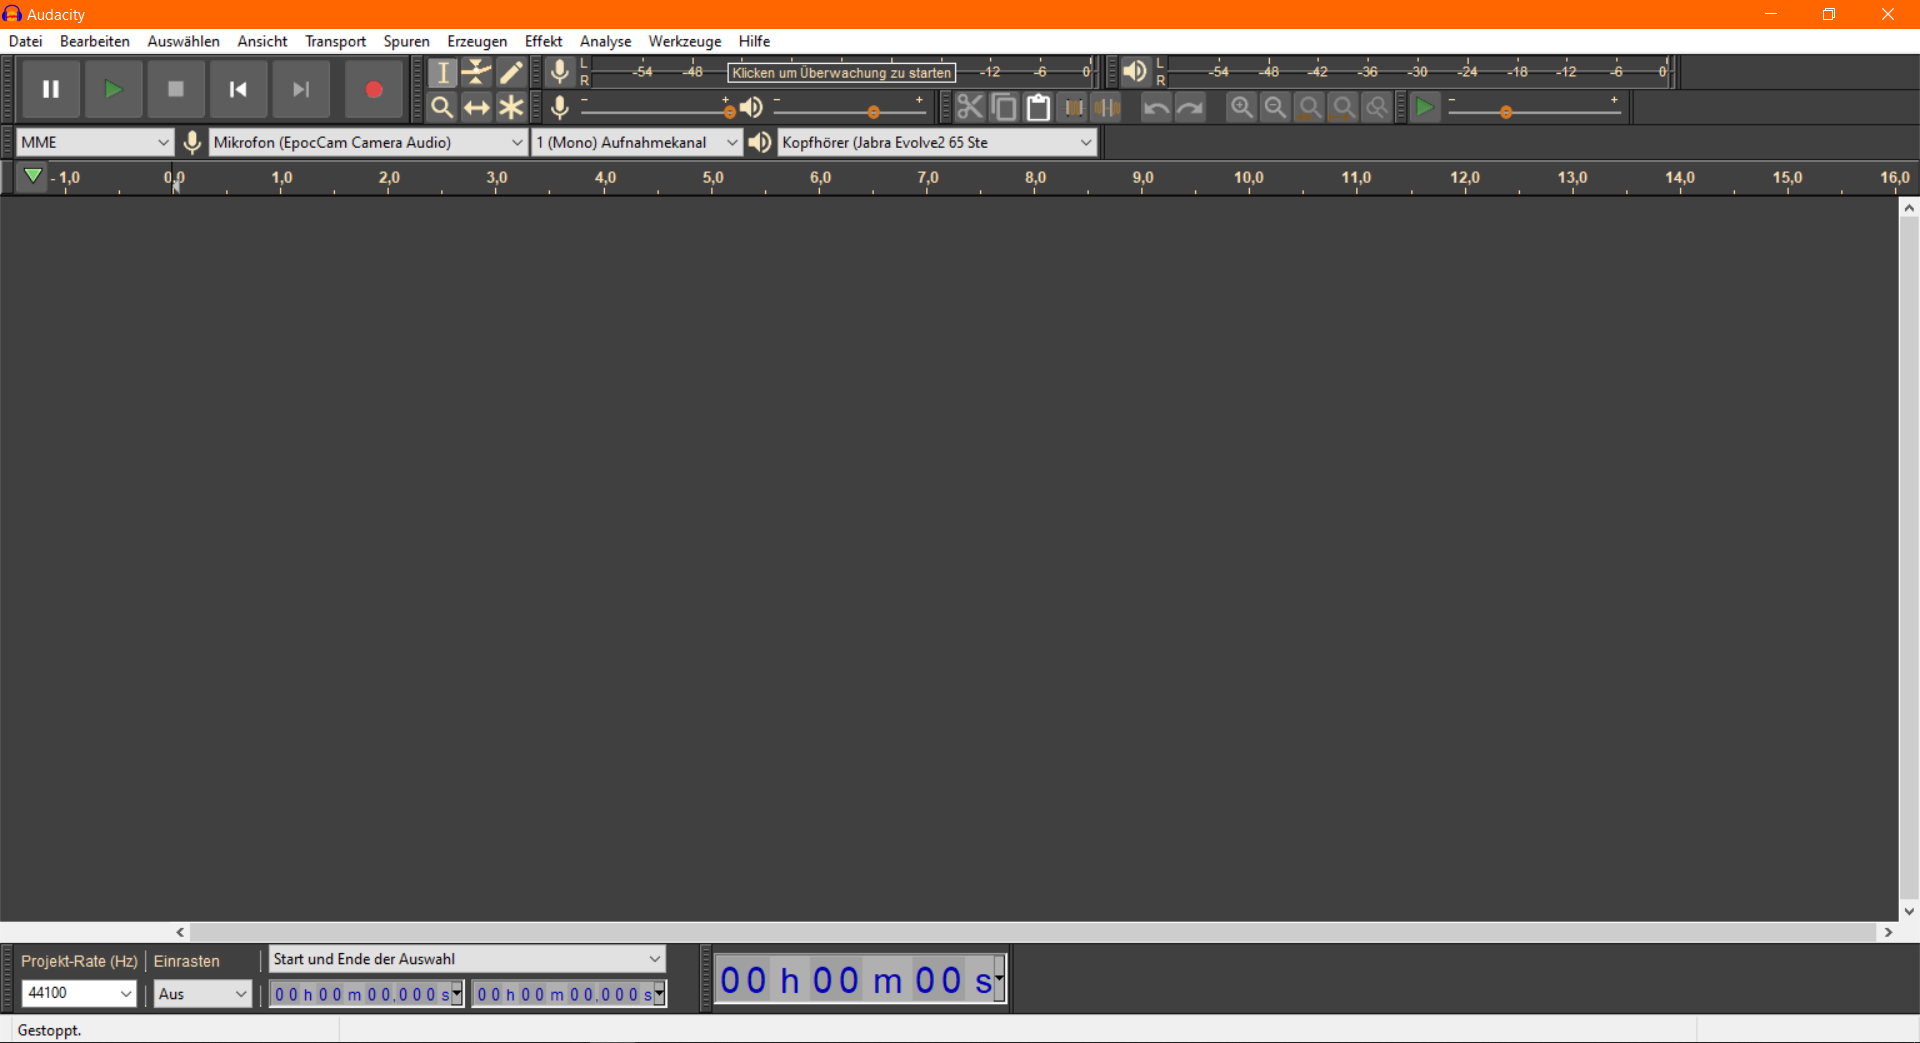 Audacity
Datei Bearbeiten Auswählen Ansicht Transport Spuren Erzeugen Effekt Analyse Werkzeuge Hilfe
L
R
-54 -48 Klicken um Überwachung zu starten -12 -6 0
L
R
-54 -48 -42 -36 -30 -24 -18 -12 -6 0
- + - + - +
MME Mikrofon (EpocCam Camera Audio) 1 (Mono) Aufnahmekanal Kopfhörer (Jabra Evolve2 65 Ste
- 1,0 0,0 1,0 2,0 3,0 4,0 5,0 6,0 7,0 8,0 9,0 10,0 11,0 12,0 13,0 14,0 15,0 16,0
Projekt-Rate (Hz) Einrasten Start und Ende der Auswahl
44100 Aus 00 h 00 m 00,000 s 00 h 00 m 00,000 s 00 h 00 m 00 s
Gestoppt.